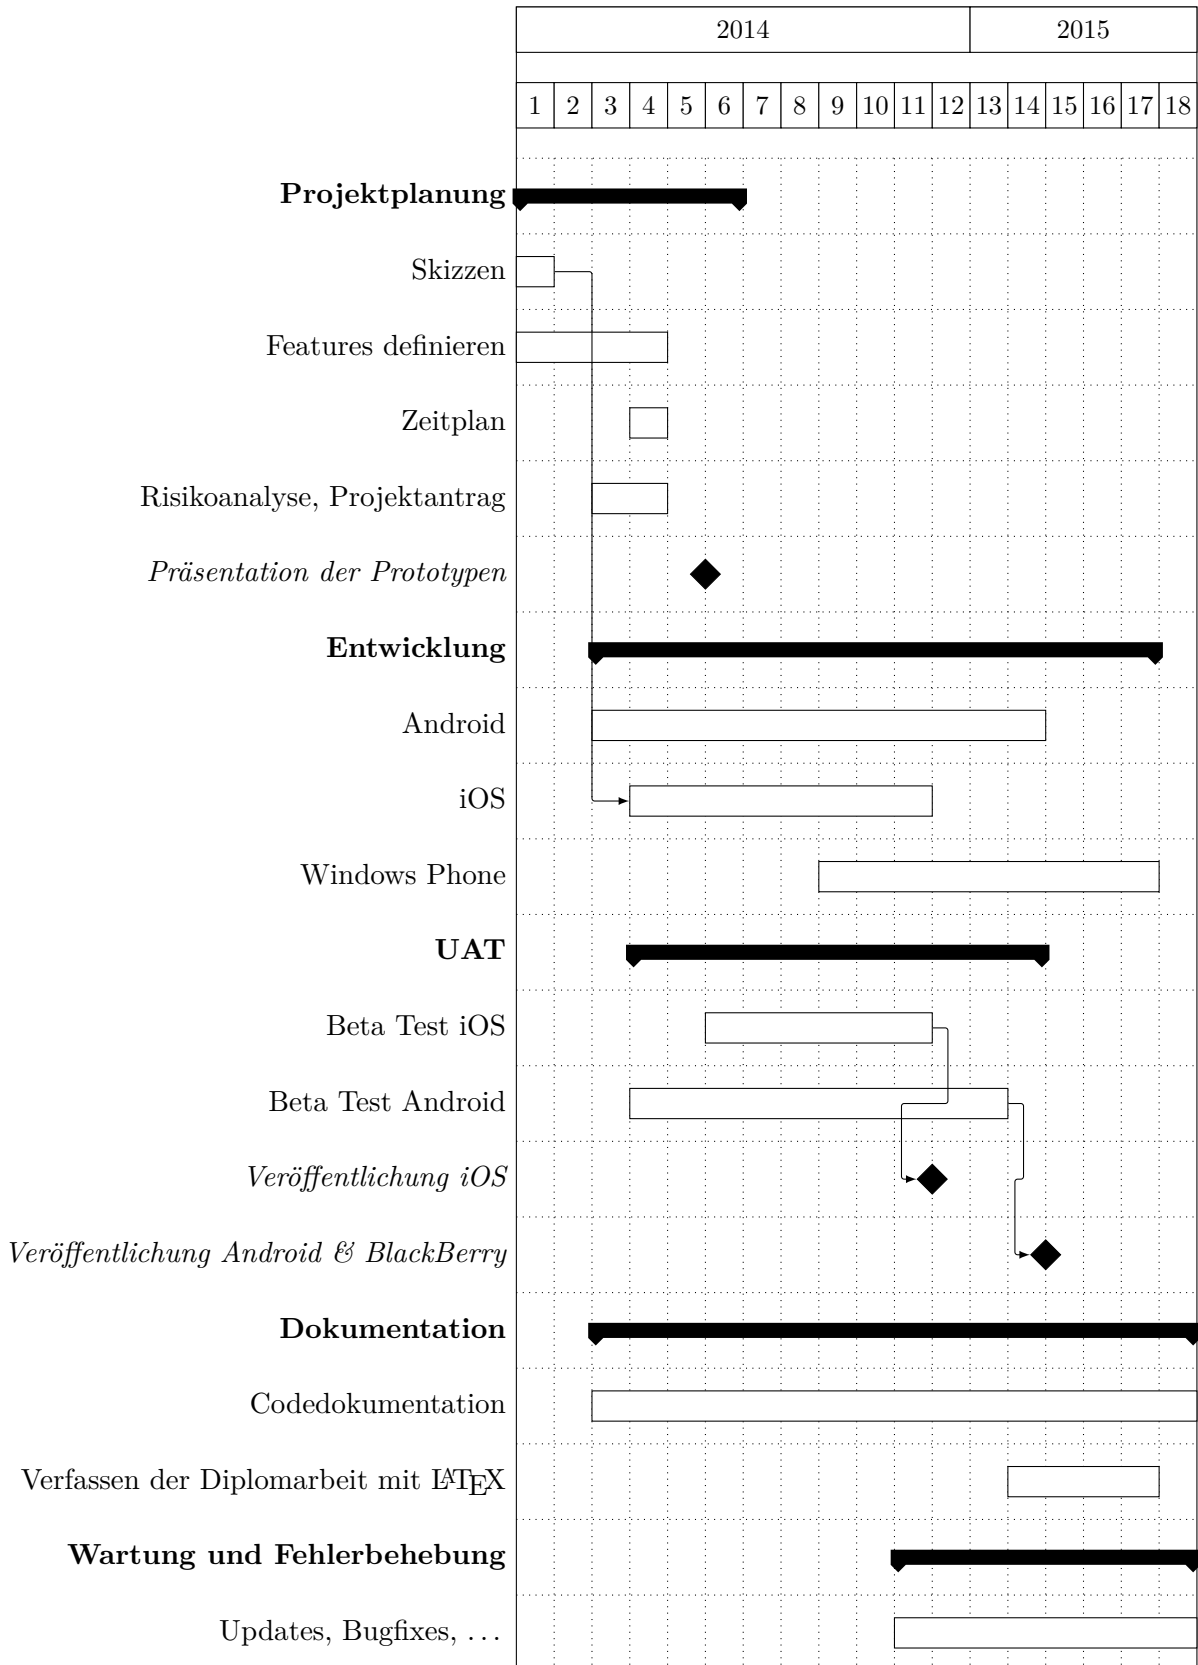 2014 2015
1 2 3 4 5 6 7 8 9 10 11 12 13 14 15 16 17 18
Projektplanung
Skizzen
Features definieren
Zeitplan
Risikoanalyse, Projektantrag
Präsentation der Prototypen
Entwicklung
Android
iOS
Windows Phone
UAT
Beta Test iOS
Beta Test Android
Veröffentlichung iOS
Veröffentlichung Android & BlackBerry
Dokumentation
Codedokumentation
Verfassen der Diplomarbeit mit LATEX
Wartung und Fehlerbehebung
Updates, Bugfixes, ...